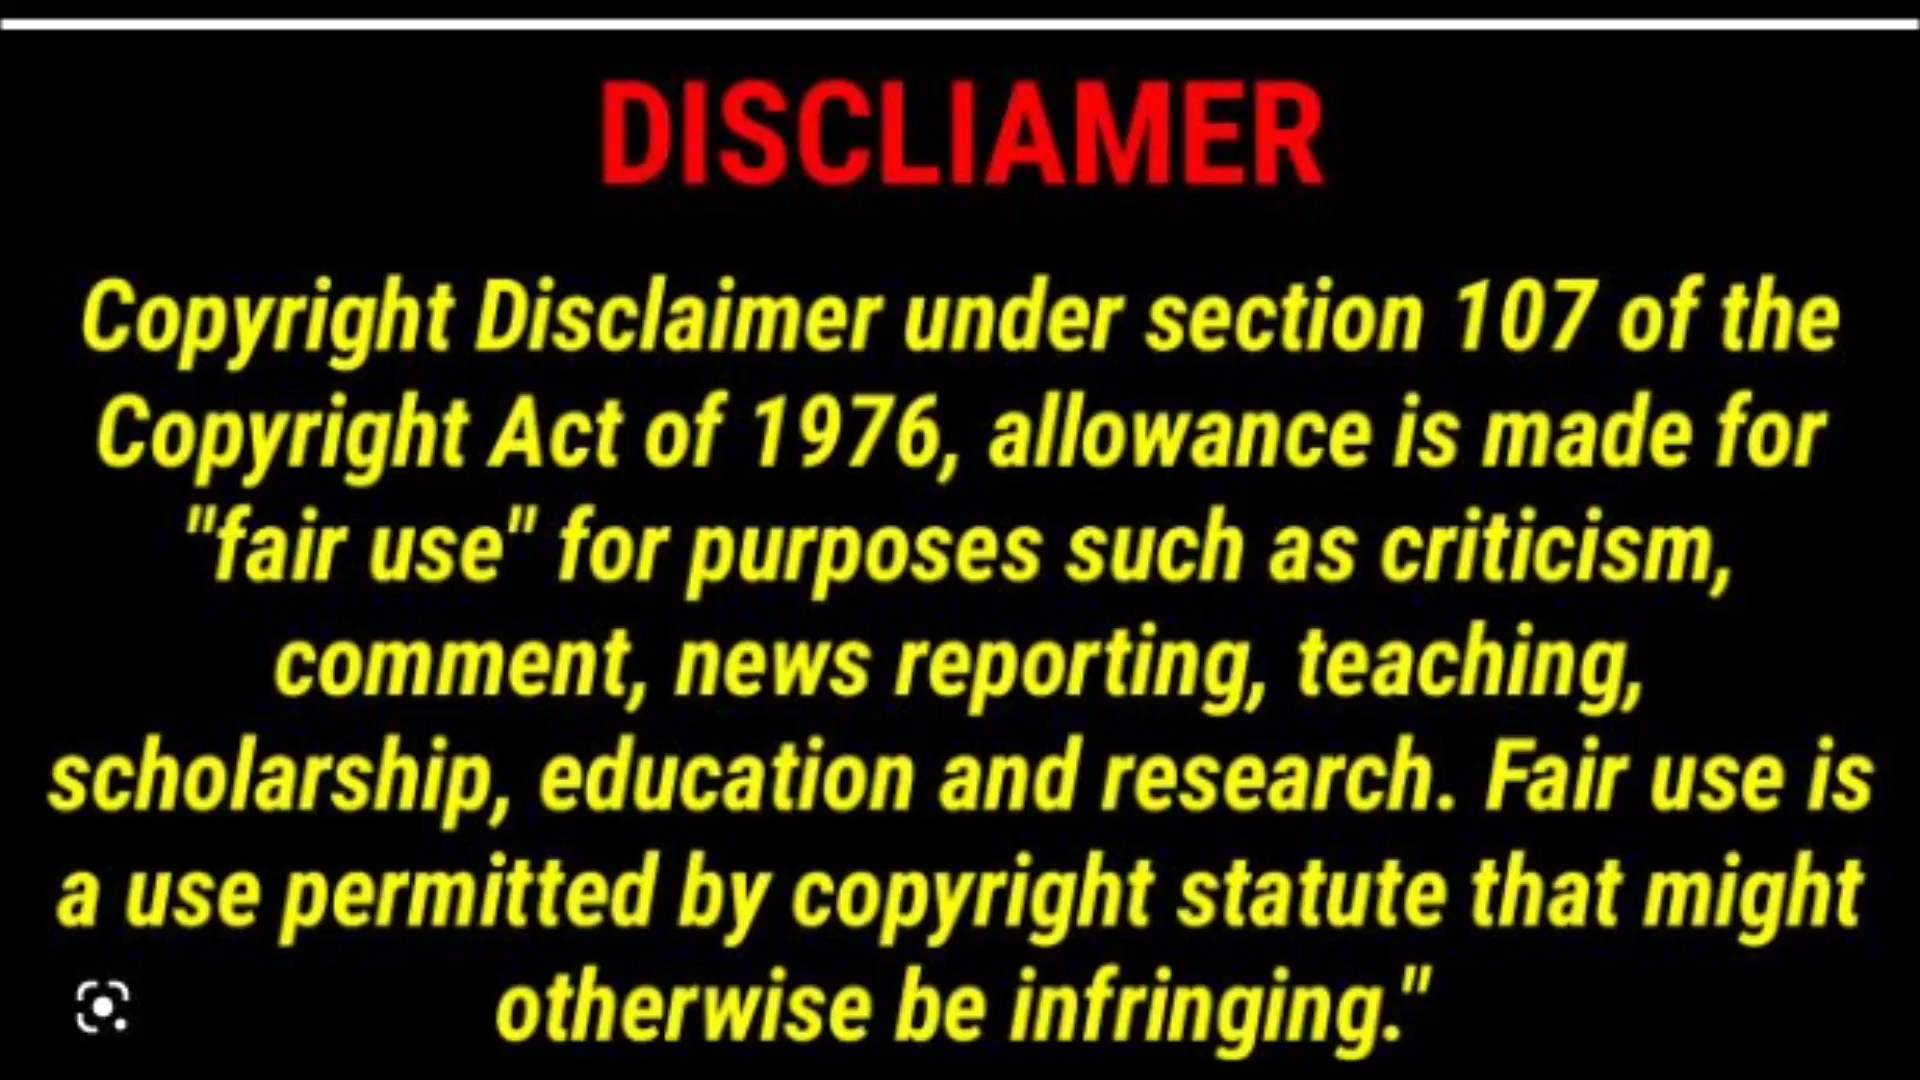 DISCLIAMER
Copyright Disclaimer under section 107 of the
Copyright Act of 1976, allowance is made for
"fair use" for purposes such as criticism,
comment, news reporting, teaching,
scholarship, education and research. Fair use is
a use permitted by copyright statute that might
otherwise be infringing."